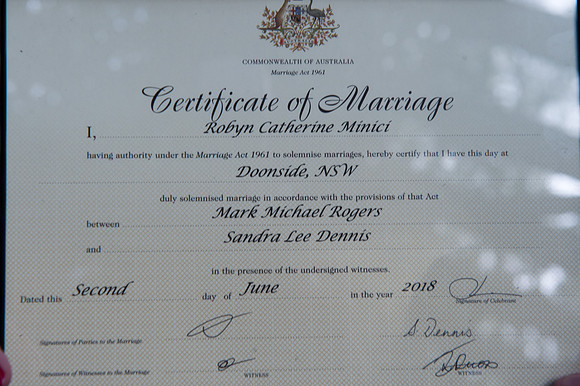 COMMONWEALTH OF AUSTRALIA
Marriage Act 1961
Certificate of Marriage
I, Robyn Catherine Minici
having authority under the Marriage Act 1961 to solemnise marriages, hereby certify that I have this day at
Doonside, NSW
duly solemnised marriage in accordance with the provisions of that Act
between Mark Michael Rogers
and Sandra Lee Dennis
in the presence of the undersigned witnesses.
Dated this Second day of June in the year 2018
Signature of Celebrant
Signatures of Parties to the Marriage S. Dennis
Signatures of Witnesses to the Marriage WITNESS WITNESS